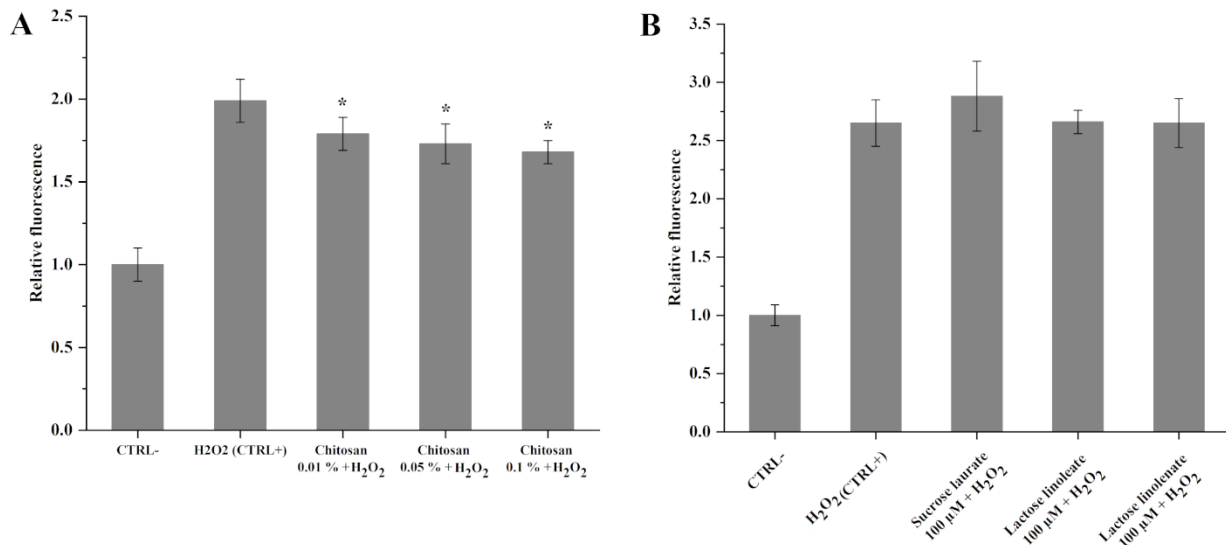 A
2.5
2.0
1.5
1.0
0.5
0.0
Relative fluorescence
*
*
*
CTRL-
H2O2 (CTRL+)
Chitosan
0.01 % +H₂O₂
Chitosan
0.05 % +H₂O₂
Chitosan
0.1 % +H₂O₂
B
3.5
3.0
2.5
2.0
1.5
1.0
0.5
0.0
Relative fluorescence
CTRL-
H₂O₂ (CTRL+)
Sucrose laurate
100 µM + H₂O₂
Lactose linoleate
100 µM + H₂O₂
Lactose linolenate
100 µM + H₂O₂